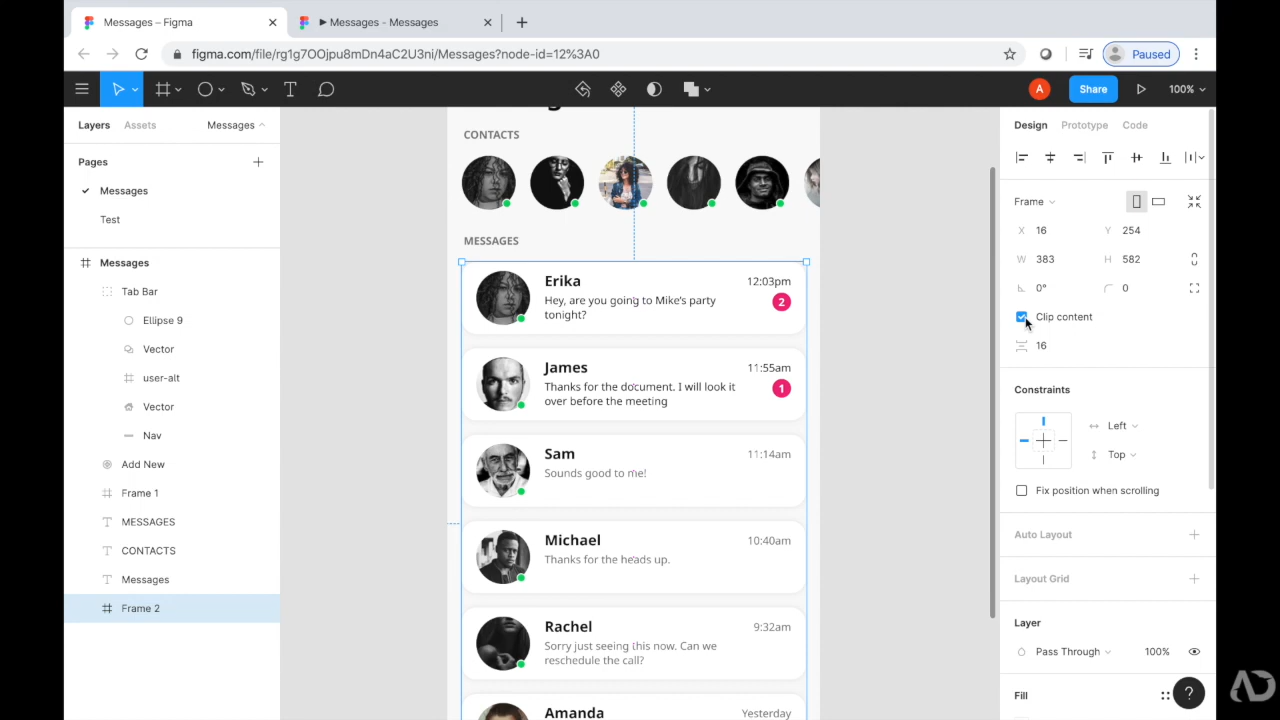 Messages – Figma
Messages - Messages
figma.com/file/rg1g7OOjpu8mDn4aC2U3ni/Messages?node-id=12%3A0
Paused
T
A
Share
100%
Layers
Assets
Messages
Pages
Messages
Test
Messages
Tab Bar
Ellipse 9
Vector
user-alt
Vector
Nav
Add New
Frame 1
MESSAGES
CONTACTS
Messages
Frame 2
CONTACTS
MESSAGES
Erika
12:03pm
Hey, are you going to Mike's party
tonight?
2
James
11:55am
Thanks for the document. I will look it
over before the meeting
1
Sam
11:14am
Sounds good to me!
Michael
10:40am
Thanks for the heads up.
Rachel
9:32am
Sorry just seeing this now. Can we
reschedule the call?
Amanda
Yesterday
Design
Prototype
Code
Frame
X 16
Y 254
W 383
H 582
0°
0
Clip content
16
Constraints
Left
Top
Fix position when scrolling
Auto Layout
Layout Grid
Layer
Pass Through
100%
Fill
?